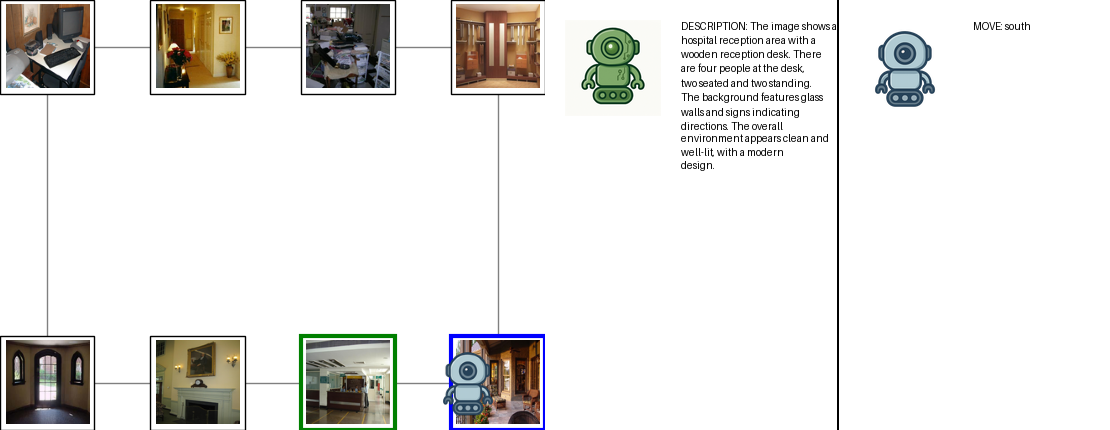 DESCRIPTION: The image shows a
hospital reception area with a
wooden reception desk. There
are four people at the desk,
two seated and two standing.
The background features glass
walls and signs indicating
directions. The overall
environment appears clean and
well-lit, with a modern
design.
MOVE: south